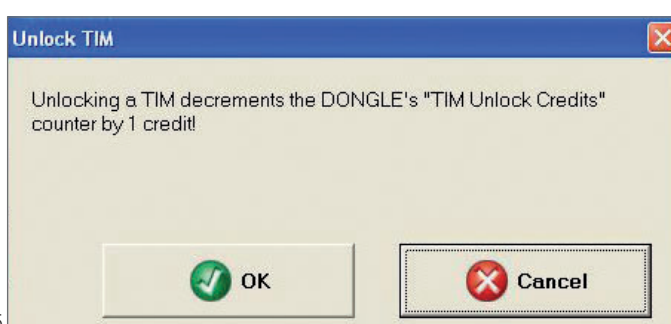 Unlock TIM
Unlocking a TIM decrements the DONGLE's "TIM Unlock Credits"
counter by 1 credit!
OK
Cancel